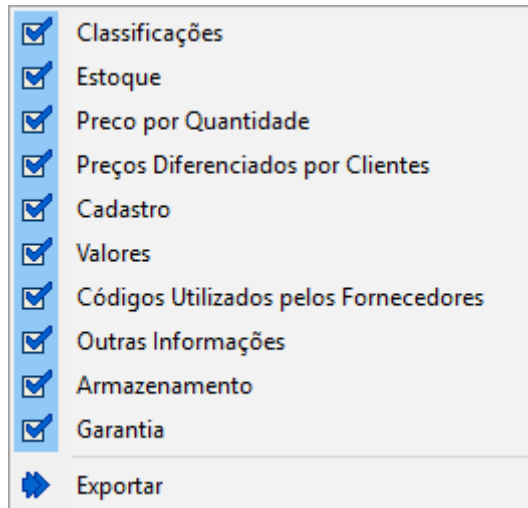 Classificações
Estoque
Preco por Quantidade
Preços Diferenciados por Clientes
Cadastro
Valores
Códigos Utilizados pelos Fornecedores
Outras Informações
Armazenamento
Garantia
Exportar